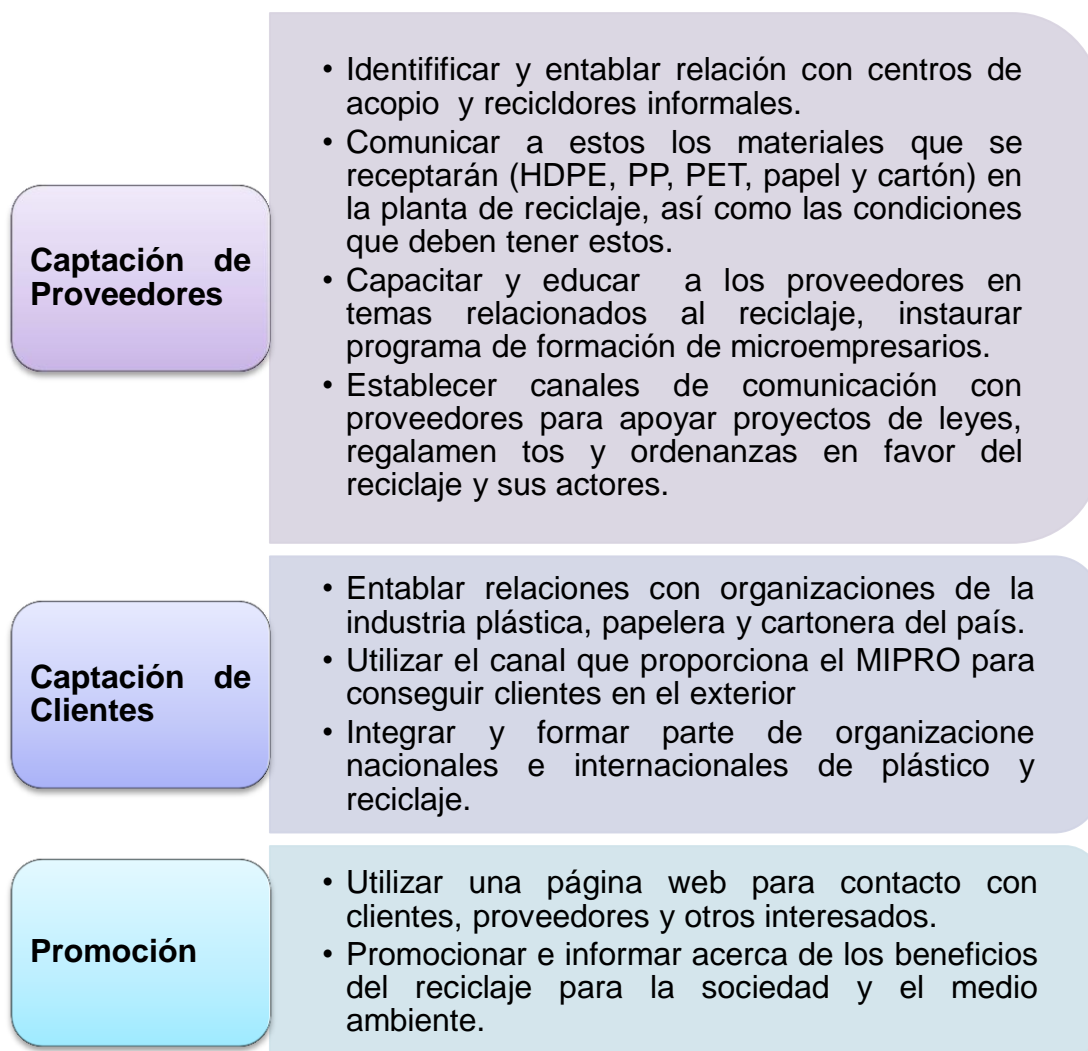 Captación de
Proveedores
• Identifificar y entablar relación con centros de
acopio y recicldores informales.
• Comunicar a estos los materiales que se
receptarán (HDPE, PP, PET, papel y cartón) en
la planta de reciclaje, así como las condiciones
que deben tener estos.
• Capacitar y educar a los proveedores en
temas relacionados al reciclaje, instaurar
programa de formación de microempresarios.
• Establecer canales de comunicación con
proveedores para apoyar proyectos de leyes,
regalamen tos y ordenanzas en favor del
reciclaje y sus actores.
Captación de
Clientes
• Entablar relaciones con organizaciones de la
industria plástica, papelera y cartonera del país.
• Utilizar el canal que proporciona el MIPRO para
conseguir clientes en el exterior
• Integrar y formar parte de organizacione
nacionales e internacionales de plástico y
reciclaje.
Promoción
• Utilizar una página web para contacto con
clientes, proveedores y otros interesados.
• Promocionar e informar acerca de los beneficios
del reciclaje para la sociedad y el medio
ambiente.